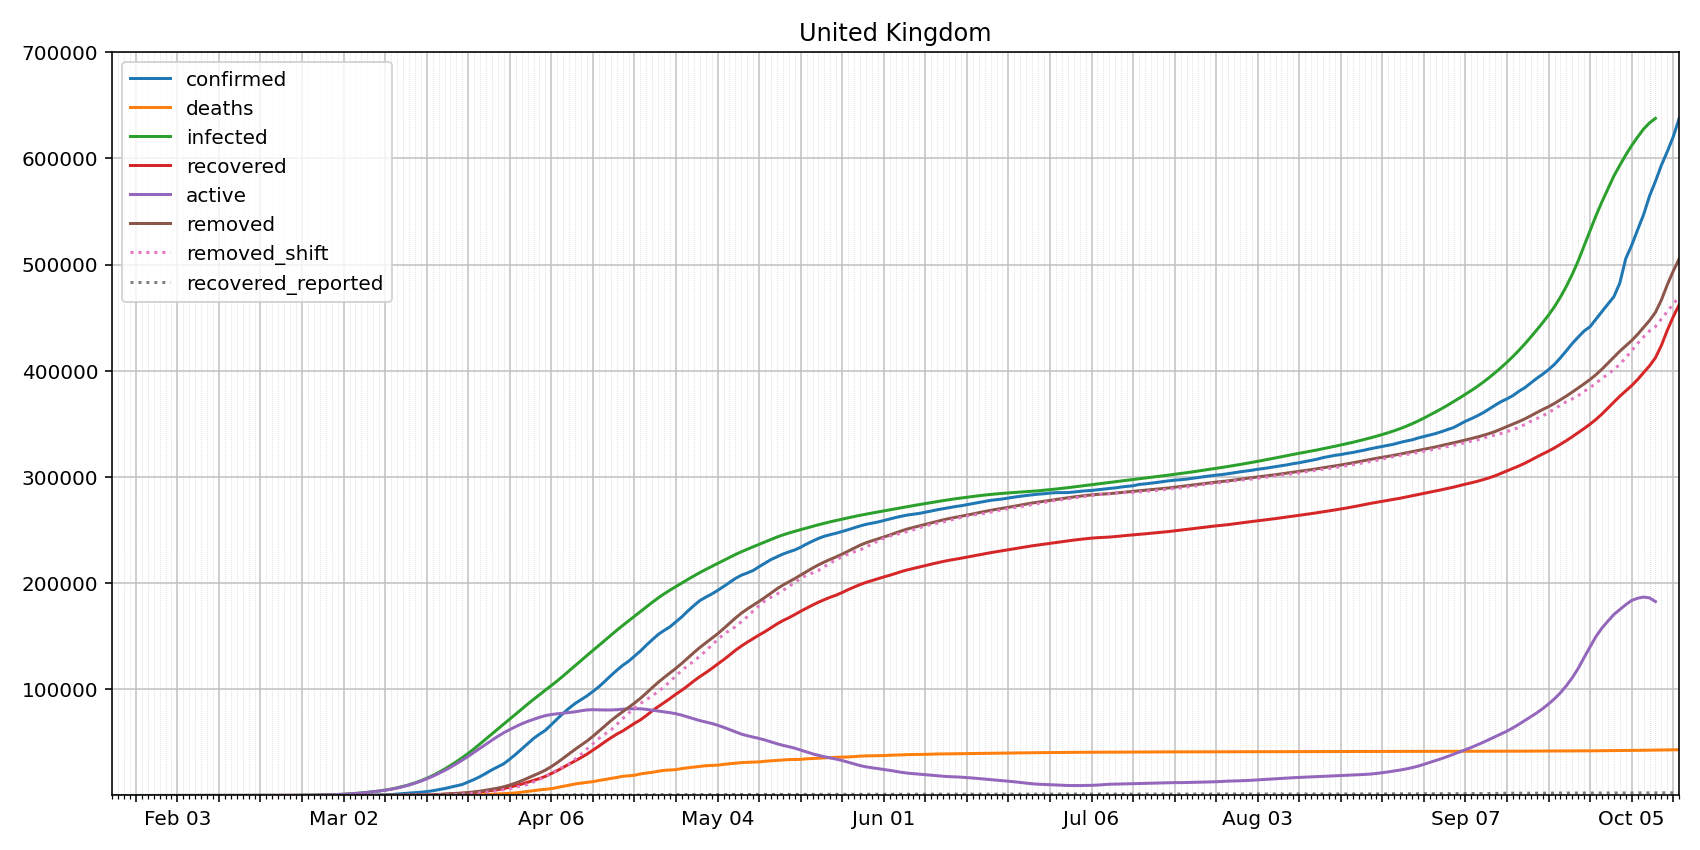 United Kingdom
700000
600000
500000
400000
300000
200000
100000
confirmed
deaths
infected
recovered
active
removed
removed_shift
recovered_reported
Feb 03 Mar 02 Apr 06 May 04 Jun 01 Jul 06 Aug 03 Sep 07 Oct 05